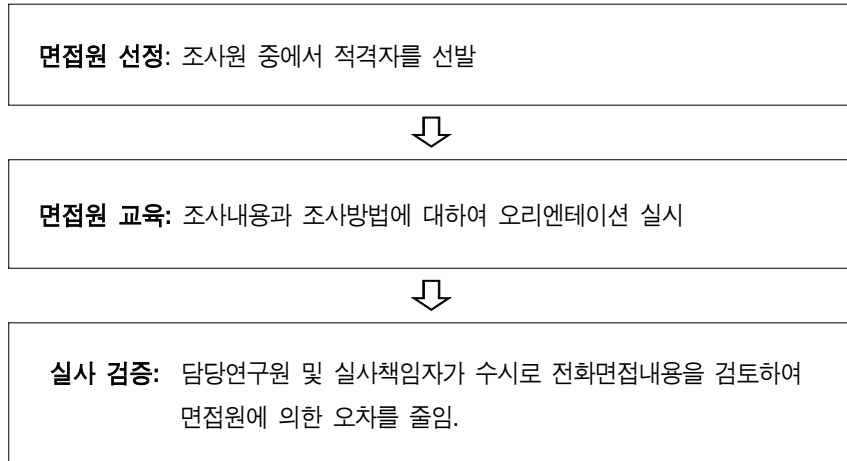 면접원 선정: 조사원 중에서 적격자를 선발
면접원 교육: 조사내용과 조사방법에 대하여 오리엔테이션 실시
실사 검증: 담당연구원 및 실사책임자가 수시로 전화면접내용을 검토하여
면접원에 의한 오차를 줄임.